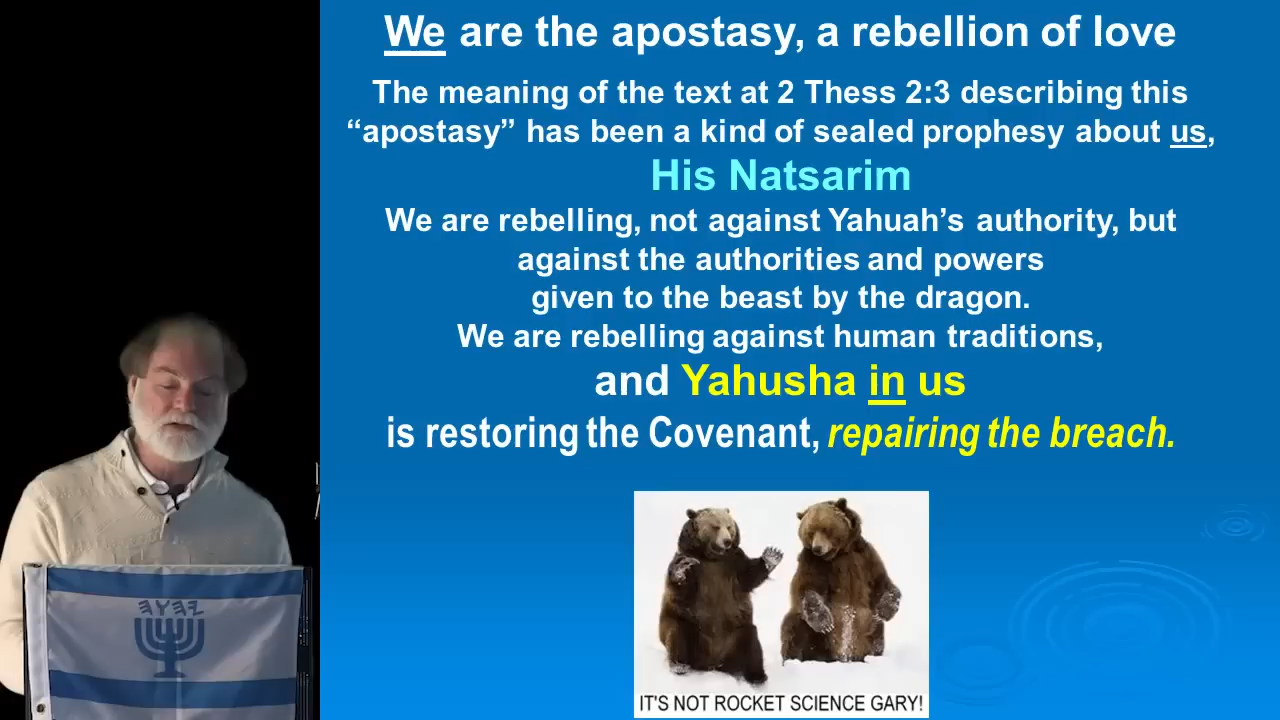 We are the apostasy, a rebellion of love
The meaning of the text at 2 Thess 2:3 describing this
“apostasy” has been a kind of sealed prophesy about us,
His Natsarim
We are rebelling, not against Yahuah’s authority, but
against the authorities and powers
given to the beast by the dragon.
We are rebelling against human traditions,
and Yahusha in us
is restoring the Covenant, repairing the breach.
IT'S NOT ROCKET SCIENCE GARY!
𐤉𐤄𐤅𐤄